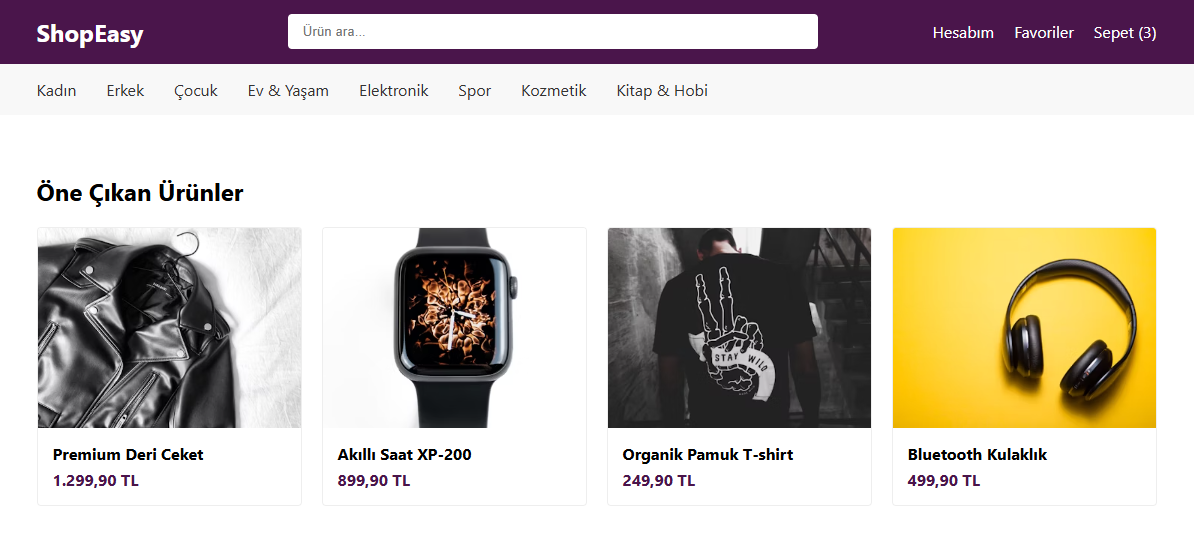 ShopEasy
Ürün ara...
Hesabım Favoriler Sepet (3)
Kadın Erkek Çocuk Ev & Yaşam Elektronik Spor Kozmetik Kitap & Hobi
Öne Çıkan Ürünler
STAY WILD
Premium Deri Ceket
1.299,90 TL
Akıllı Saat XP-200
899,90 TL
Organik Pamuk T-shirt
249,90 TL
Bluetooth Kulaklık
499,90 TL